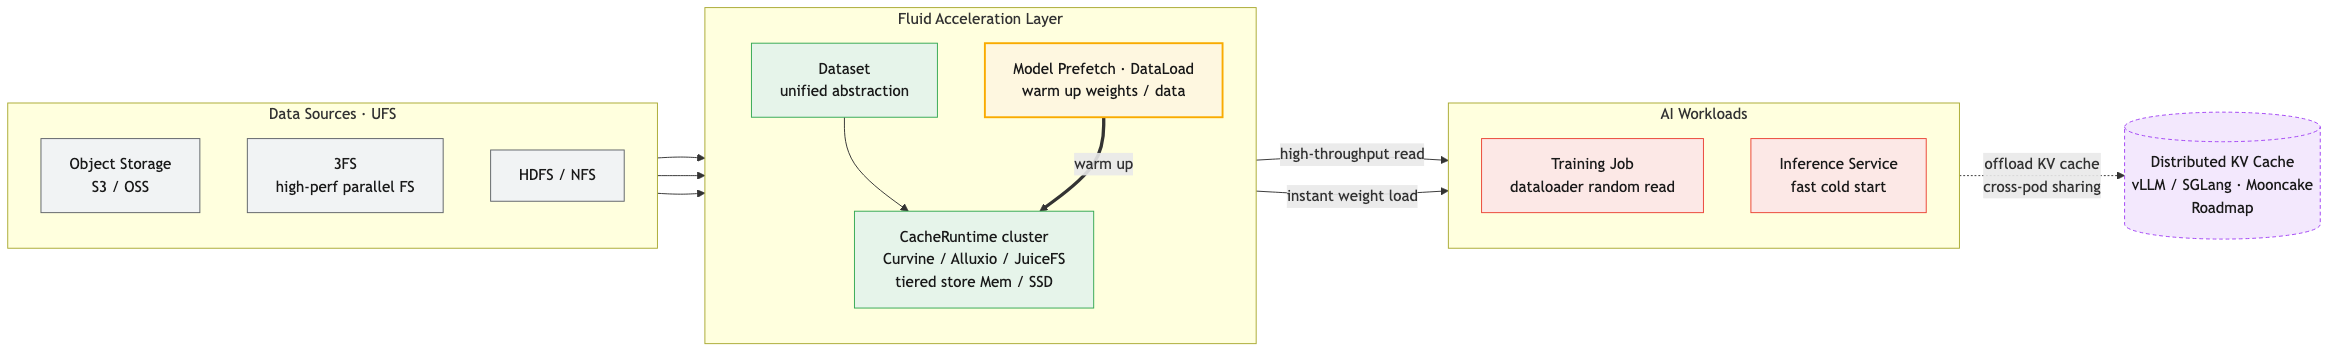 Data Sources · UFS
Object Storage
S3 / OSS
3FS
high-perf parallel FS
HDFS / NFS
Fluid Acceleration Layer
Dataset
unified abstraction
Model Prefetch · DataLoad
warm up weights / data
warm up
CacheRuntime cluster
Curvine / Alluxio / JuiceFS
tiered store Mem / SSD
high-throughput read
instant weight load
AI Workloads
Training Job
dataloader random read
Inference Service
fast cold start
offload KV cache
cross-pod sharing
Distributed KV Cache
vLLM / SGLang · Mooncake
Roadmap